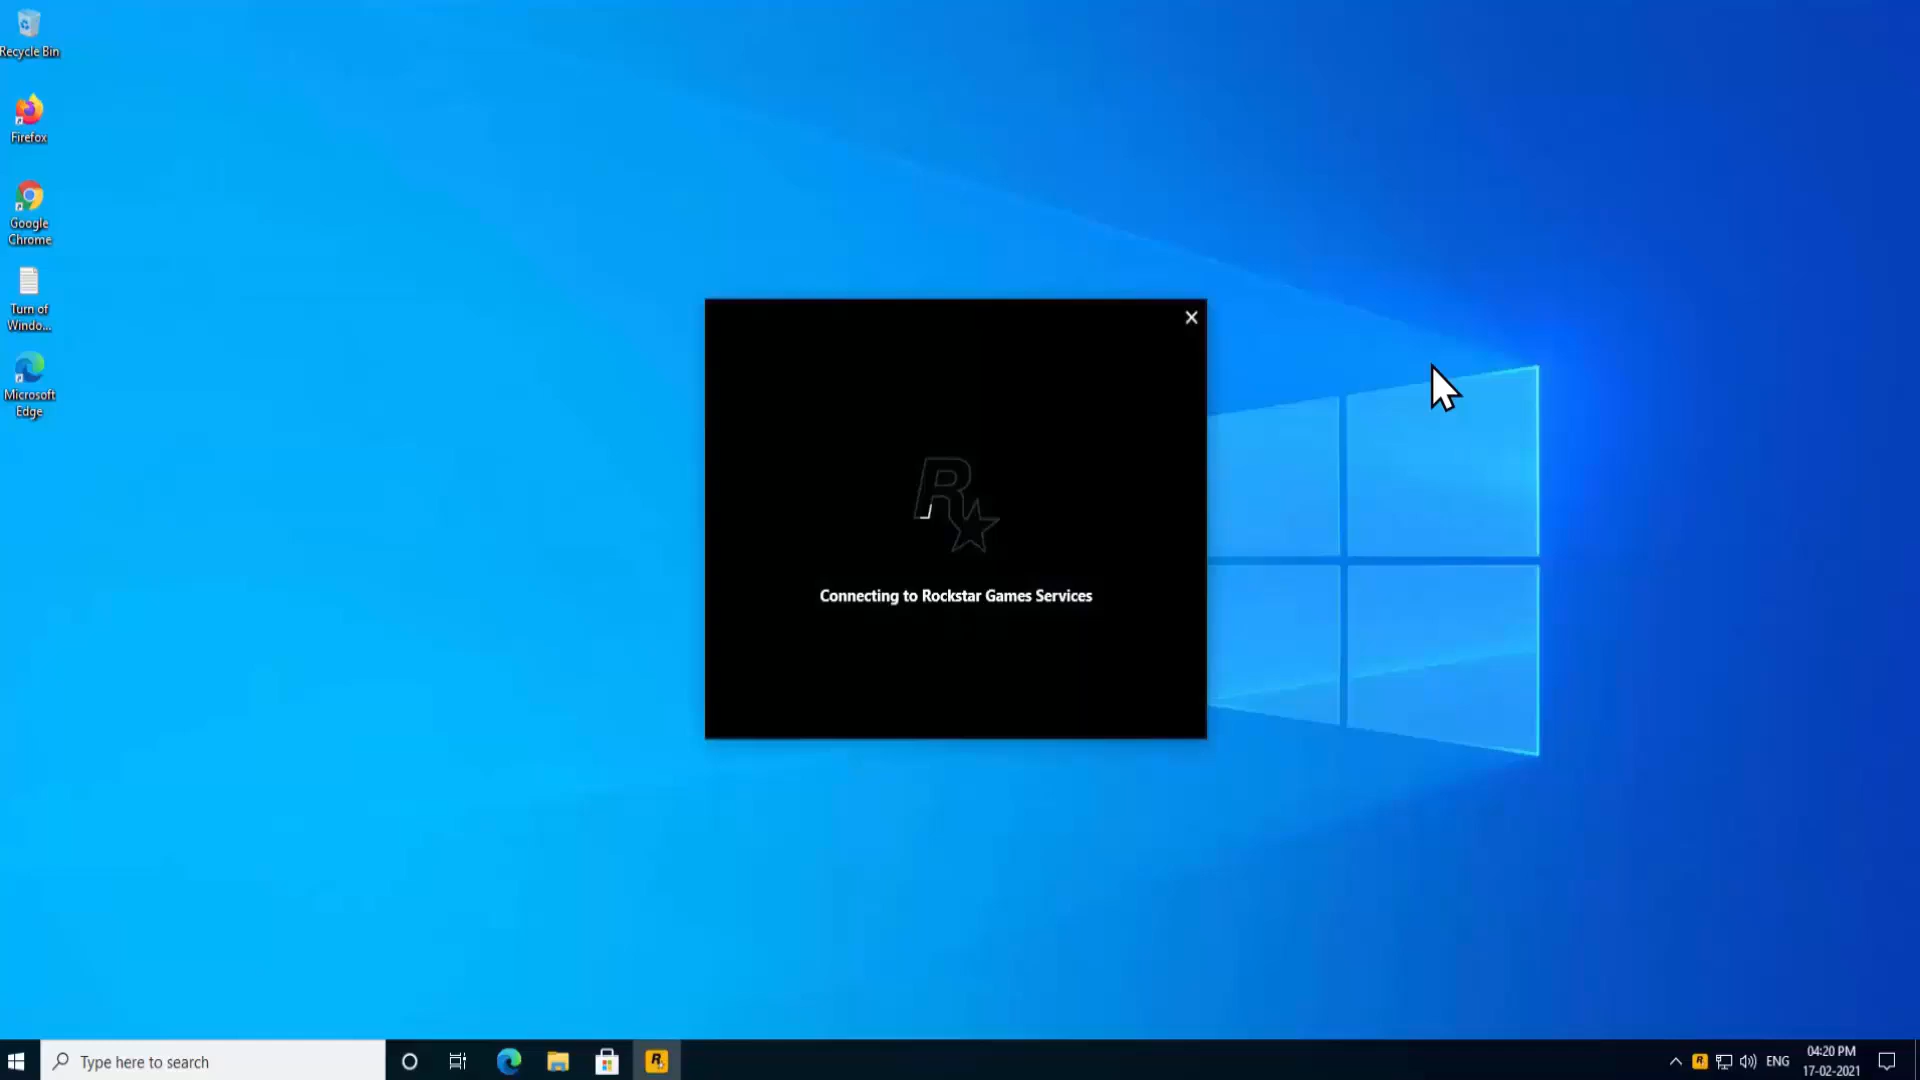 Recycle Bin
Firefox
Google
Chrome
Turn of
Windo...
Microsoft
Edge
R
Connecting to Rockstar Games Services
Type here to search
R
R
ENG
04:20 PM
17-02-2021